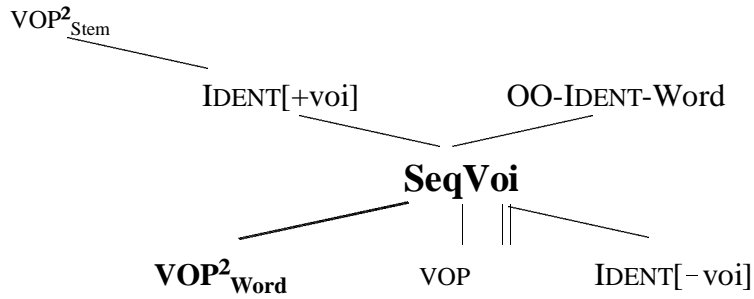 VOP²Stem
IDENT[+voi] OO-IDENT-Word
SeqVoi
VOP²Word VOP IDENT[−voi]